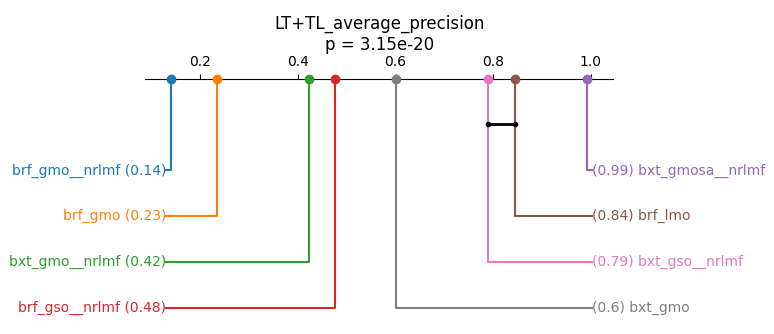 LT+TL_average_precision
p = 3.15e-20
0.2 0.4 0.6 0.8 1.0
brf_gmo__nrlmf (0.14) (0.99) bxt_gmosa__nrlmf
brf_gmo (0.23) (0.84) brf_lmo
bxt_gmo__nrlmf (0.42) (0.79) bxt_gso__nrlmf
brf_gso__nrlmf (0.48) (0.6) bxt_gmo